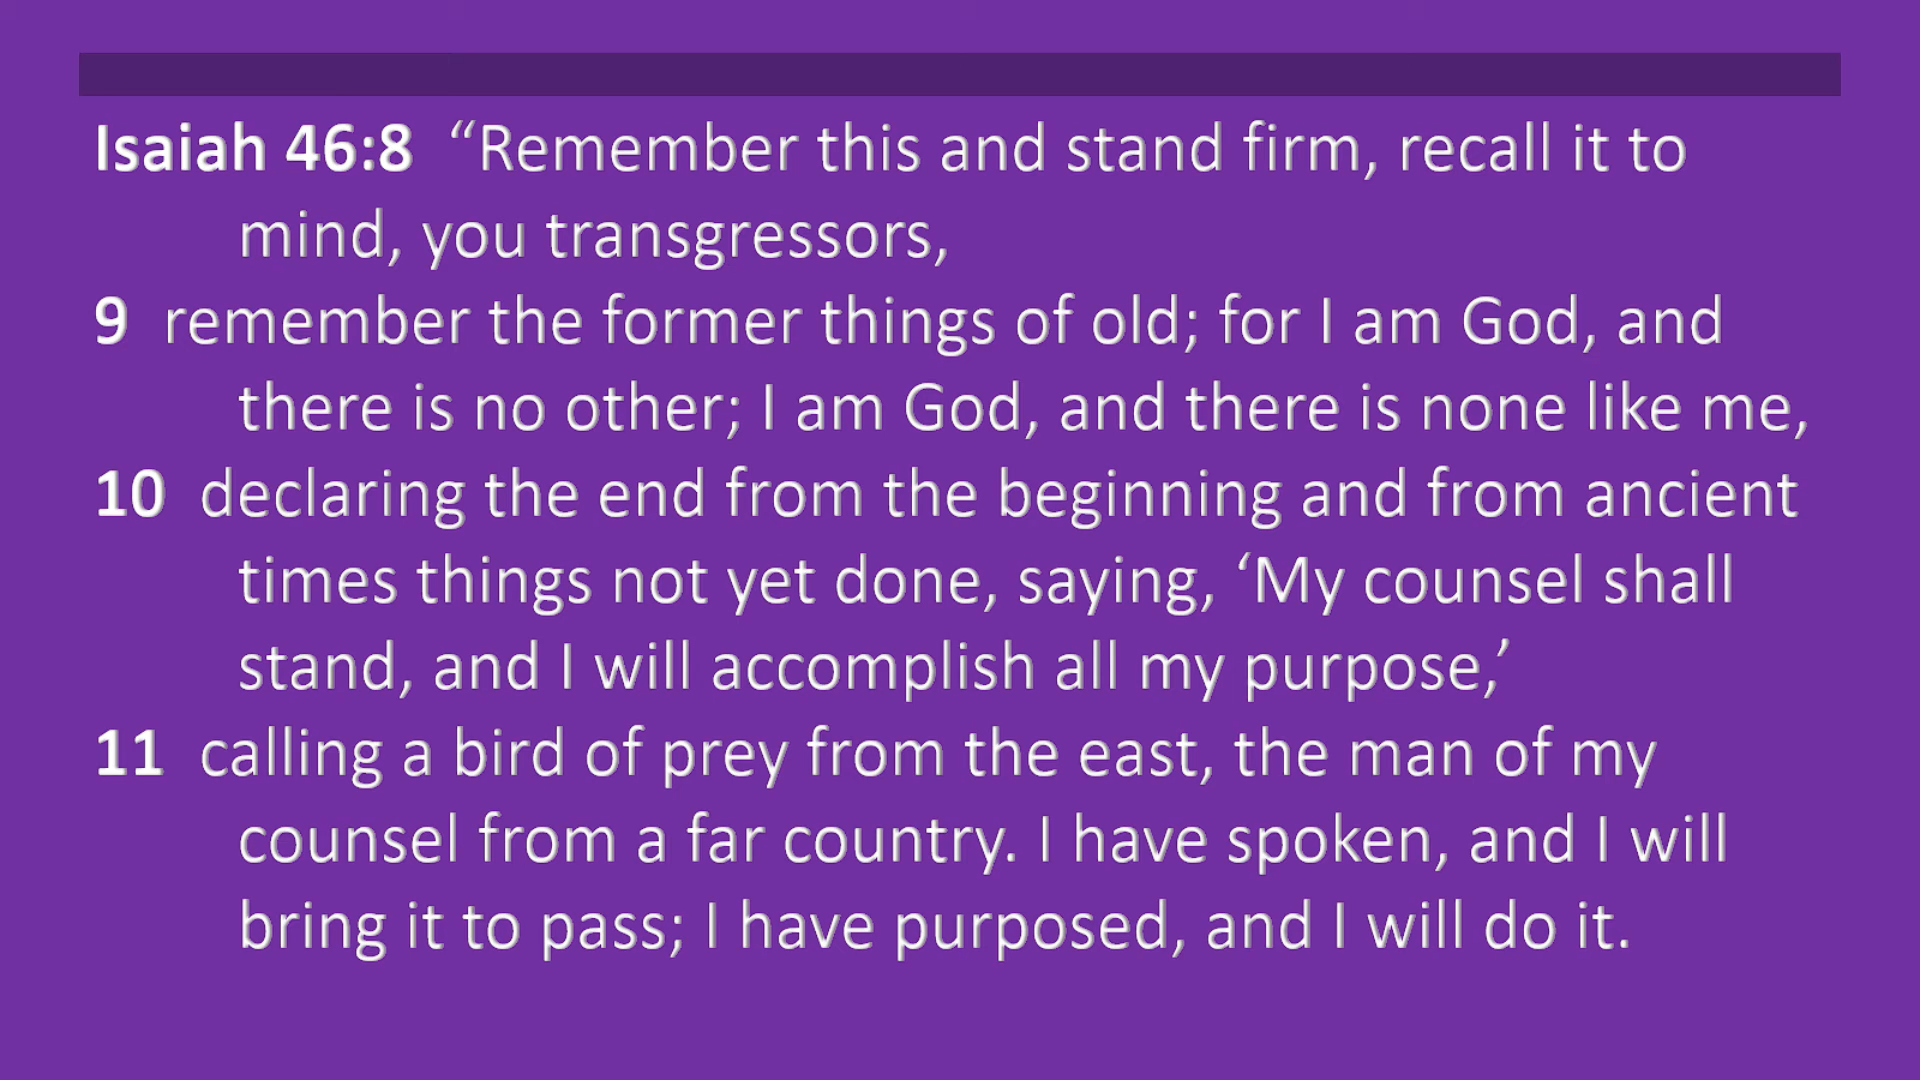 Isaiah 46:8 “Remember this and stand firm, recall it to
mind, you transgressors,
9 remember the former things of old; for I am God, and
there is no other; I am God, and there is none like me,
10 declaring the end from the beginning and from ancient
times things not yet done, saying, ‘My counsel shall
stand, and I will accomplish all my purpose,’
11 calling a bird of prey from the east, the man of my
counsel from a far country. I have spoken, and I will
bring it to pass; I have purposed, and I will do it.